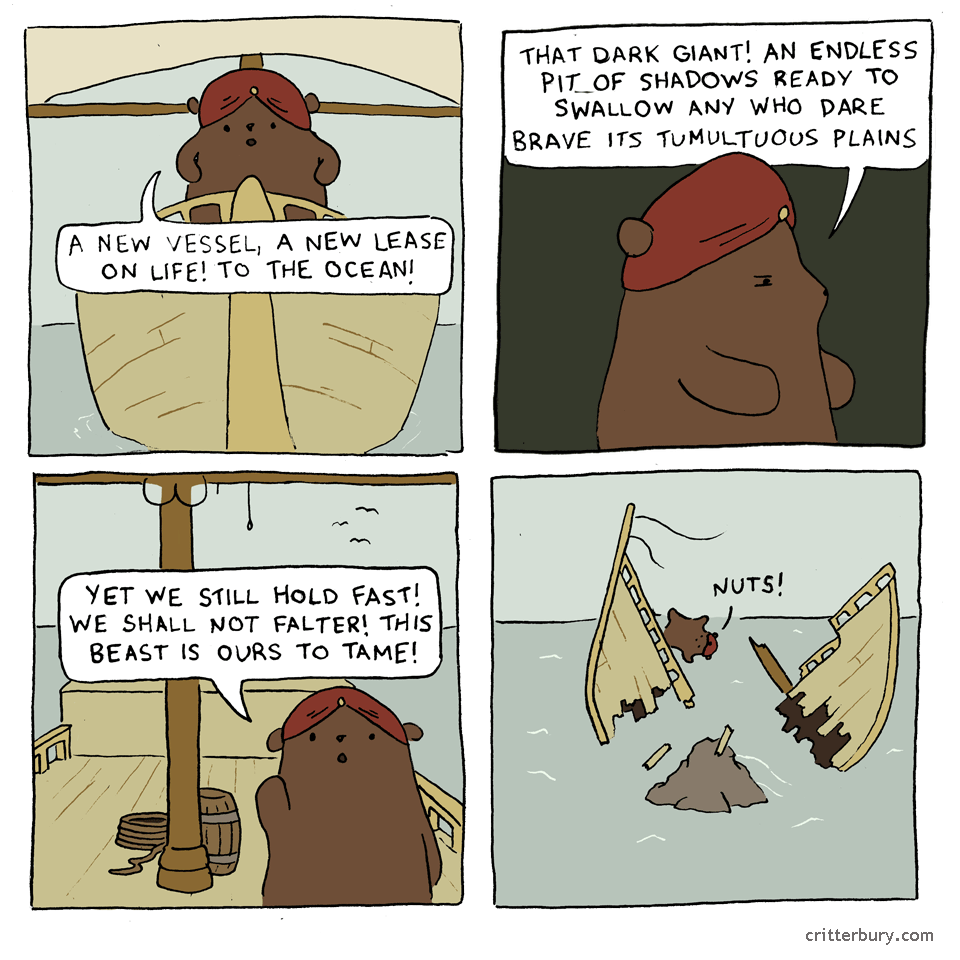 A NEW VESSEL, A NEW LEASE
ON LIFE! TO THE OCEAN!
THAT DARK GIANT! AN ENDLESS
PIT OF SHADOWS READY TO
SWALLOW ANY WHO DARE
BRAVE ITS TUMULTUOUS PLAINS
YET WE STILL HOLD FAST!
WE SHALL NOT FALTER! THIS
BEAST IS OURS TO TAME!
NUTS!
critterbury.com